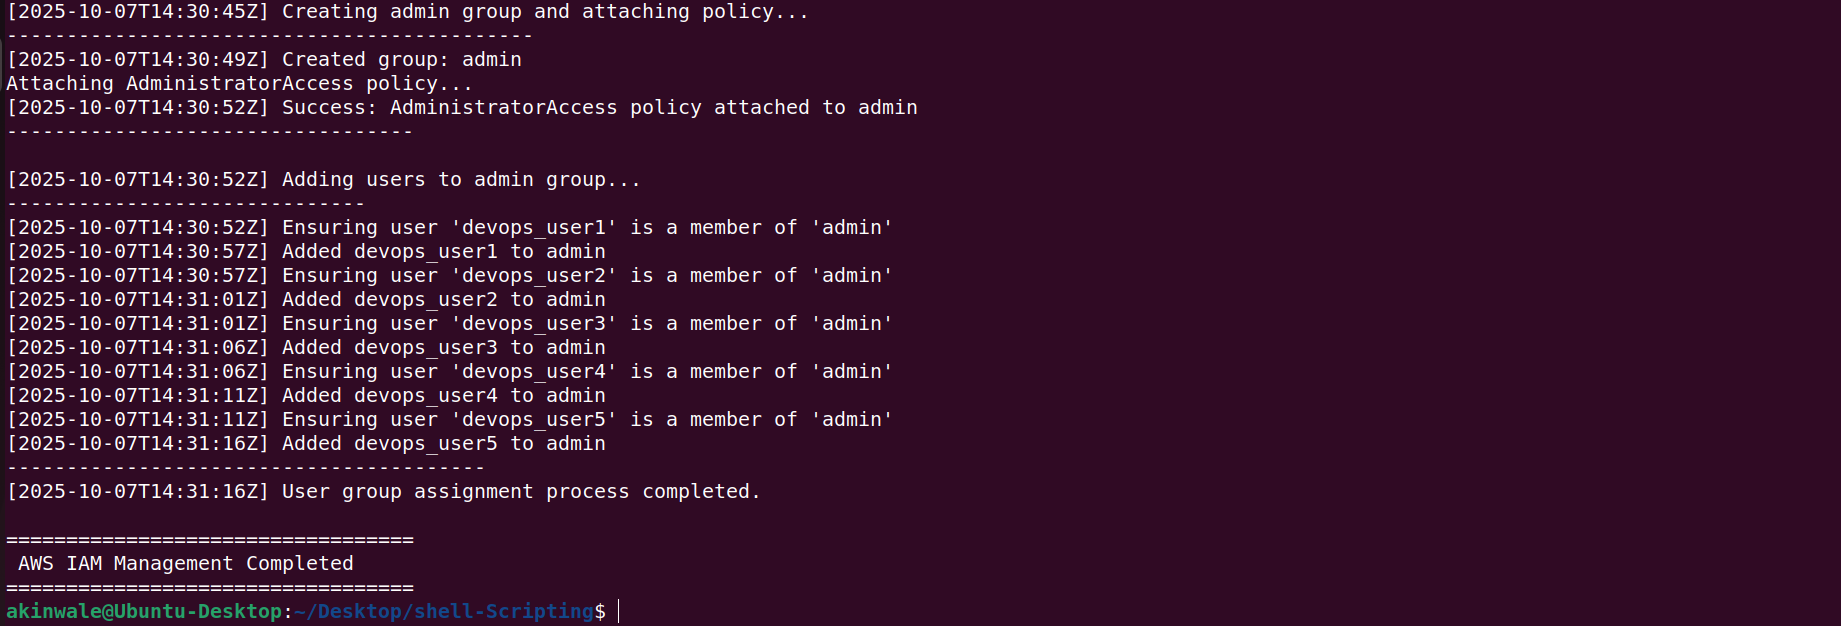 [2025-10-07T14:30:45Z] Creating admin group and attaching policy...
--------------------------------------------
[2025-10-07T14:30:49Z] Created group: admin
Attaching AdministratorAccess policy...
[2025-10-07T14:30:52Z] Success: AdministratorAccess policy attached to admin
----------------------------------
[2025-10-07T14:30:52Z] Adding users to admin group...
------------------------------
[2025-10-07T14:30:52Z] Ensuring user 'devops_user1' is a member of 'admin'
[2025-10-07T14:30:57Z] Added devops_user1 to admin
[2025-10-07T14:30:57Z] Ensuring user 'devops_user2' is a member of 'admin'
[2025-10-07T14:31:01Z] Added devops_user2 to admin
[2025-10-07T14:31:01Z] Ensuring user 'devops_user3' is a member of 'admin'
[2025-10-07T14:31:06Z] Added devops_user3 to admin
[2025-10-07T14:31:06Z] Ensuring user 'devops_user4' is a member of 'admin'
[2025-10-07T14:31:11Z] Added devops_user4 to admin
[2025-10-07T14:31:11Z] Ensuring user 'devops_user5' is a member of 'admin'
[2025-10-07T14:31:16Z] Added devops_user5 to admin
----------------------------------------
[2025-10-07T14:31:16Z] User group assignment process completed.
==================================
 AWS IAM Management Completed
==================================
akinwale@Ubuntu-Desktop:~/Desktop/shell-Scripting$